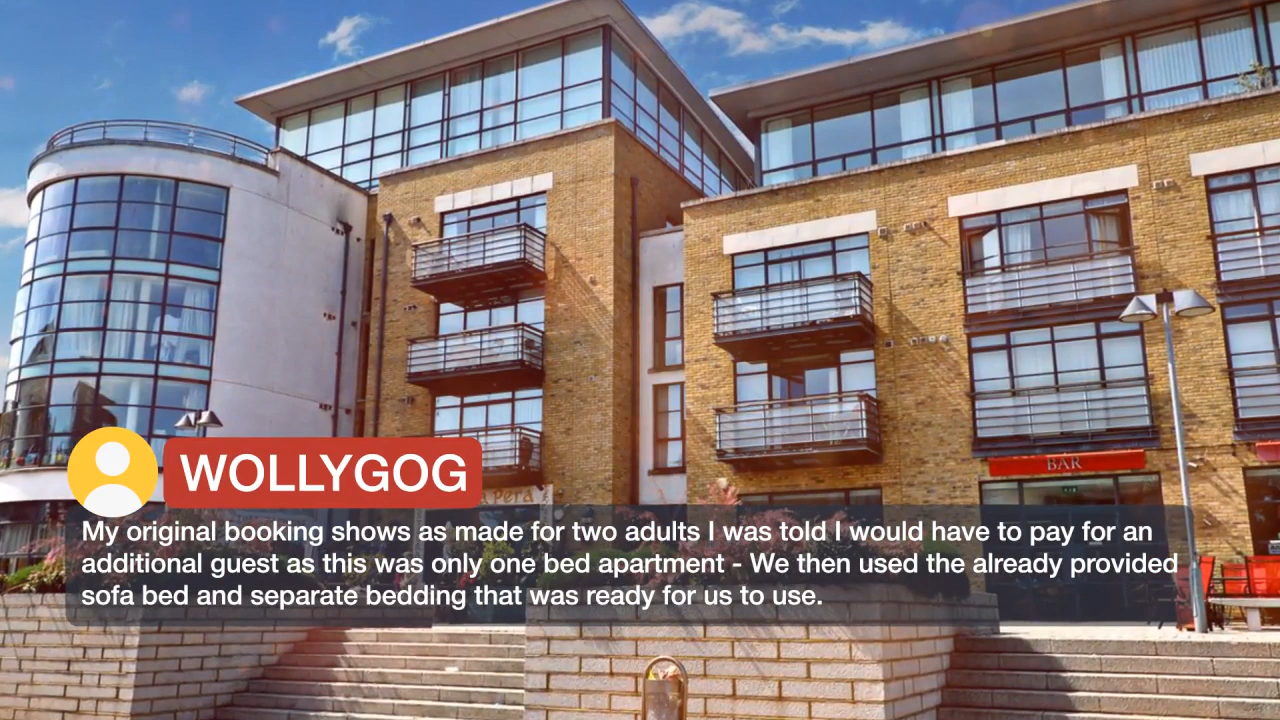 BAR
WOLLYGOG
Pera
My original booking shows as made for two adults I was told I would have to pay for an
additional guest as this was only one bed apartment - We then used the already provided
sofa bed and separate bedding that was ready for us to use.